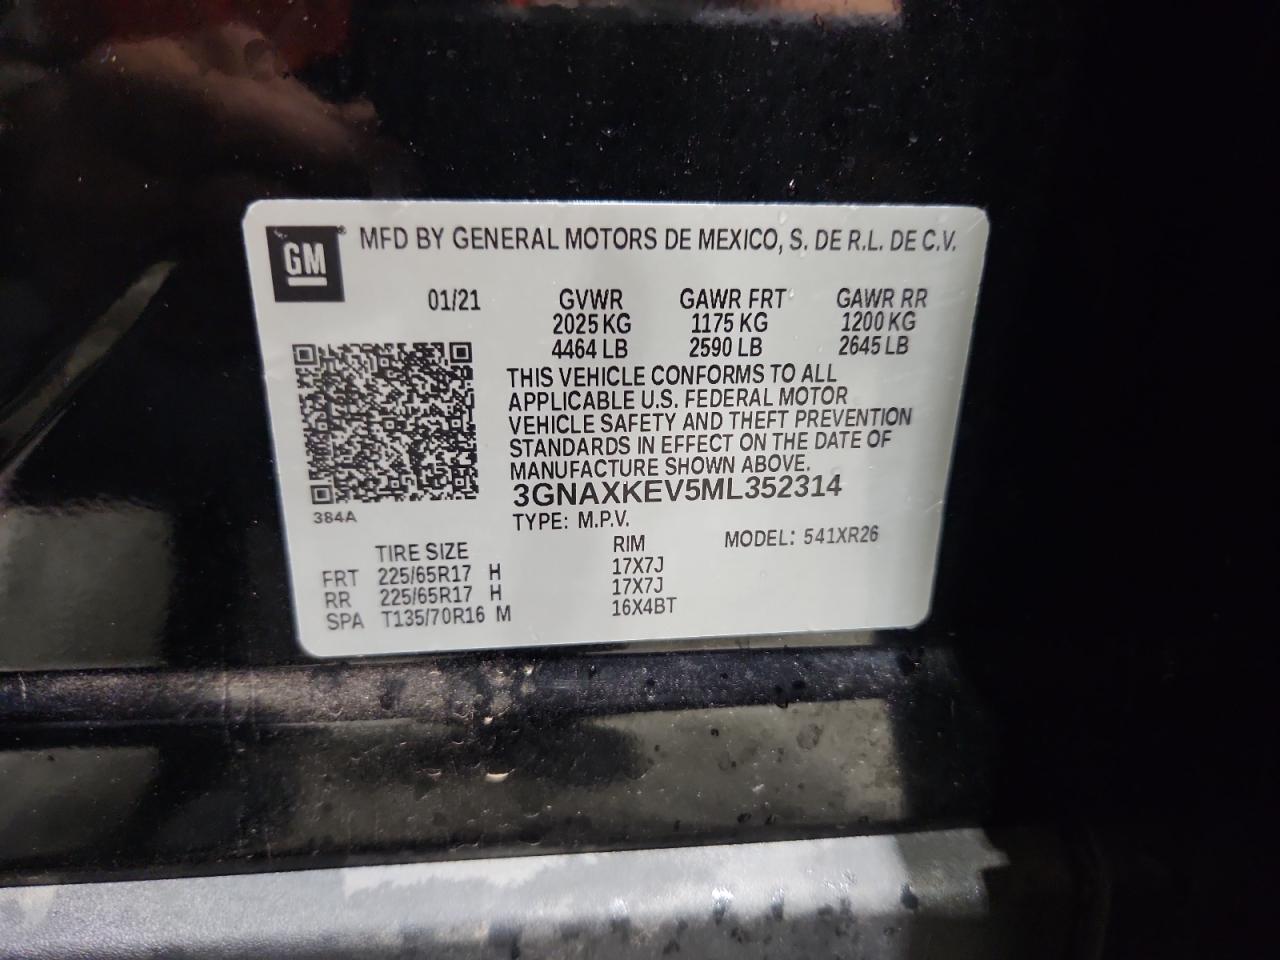 GM
MFD BY GENERAL MOTORS DE MEXICO, S. DE R.L. DE C.V.
01/21 GVWR GAWR FRT GAWR RR
2025 KG 1175 KG 1200 KG
4464 LB 2590 LB 2645 LB
THIS VEHICLE CONFORMS TO ALL
APPLICABLE U.S. FEDERAL MOTOR
VEHICLE SAFETY AND THEFT PREVENTION
STANDARDS IN EFFECT ON THE DATE OF
MANUFACTURE SHOWN ABOVE.
3GNAXKEV5ML352314
384A
TYPE: M.P.V. MODEL: 541XR26
TIRE SIZE RIM
FRT 225/65R17 H 17X7J
RR 225/65R17 H 17X7J
SPA T135/70R16 M 16X4BT